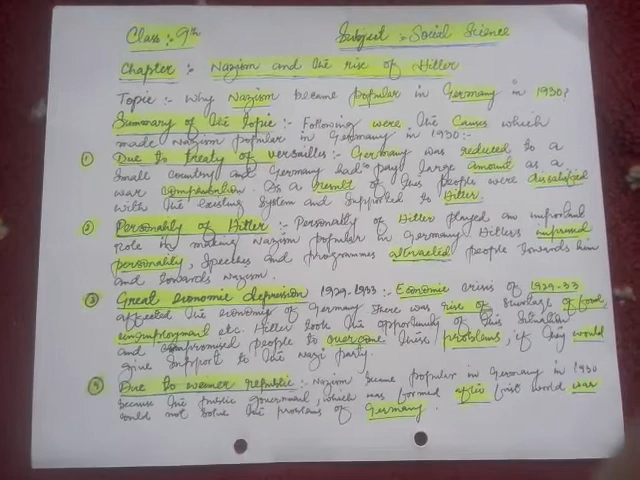 Class :- 9th Subject :- Social Science
Chapter :- Nazism and the rise of Hitler
Topic :- Why Nazism became popular in Germany in 1930?
Summary of the topic :- Following were the causes which
made Nazism popular in Germany in 1930 :-
① Due to treaty of versailles :- Germany was reduced to a
small country and Germany had pay large amount as a
war compensation. As a result of this people were
with the existing system and supported to Hitler.
② Personality of Hitler :- Personality of Hitler played an important
role in making Nazism popular in Germany Hitlers
personality, speeches and programmes attracted people towards him
and towards Nazism.
③ Great economic depression 1929-1933 :- Economic crisis of 1929-33
affected the economy of Germany there was rise of shortage of food,
unemployment etc. Hitler took the opportunity of this situation
and people to overcome these problems, if they would
give support to the Nazi party.
④ Due to weimer republic :- Nazism became popular in Germany in 1930
because the public government, which was formed after first world war
could not solve the problems of Germany.